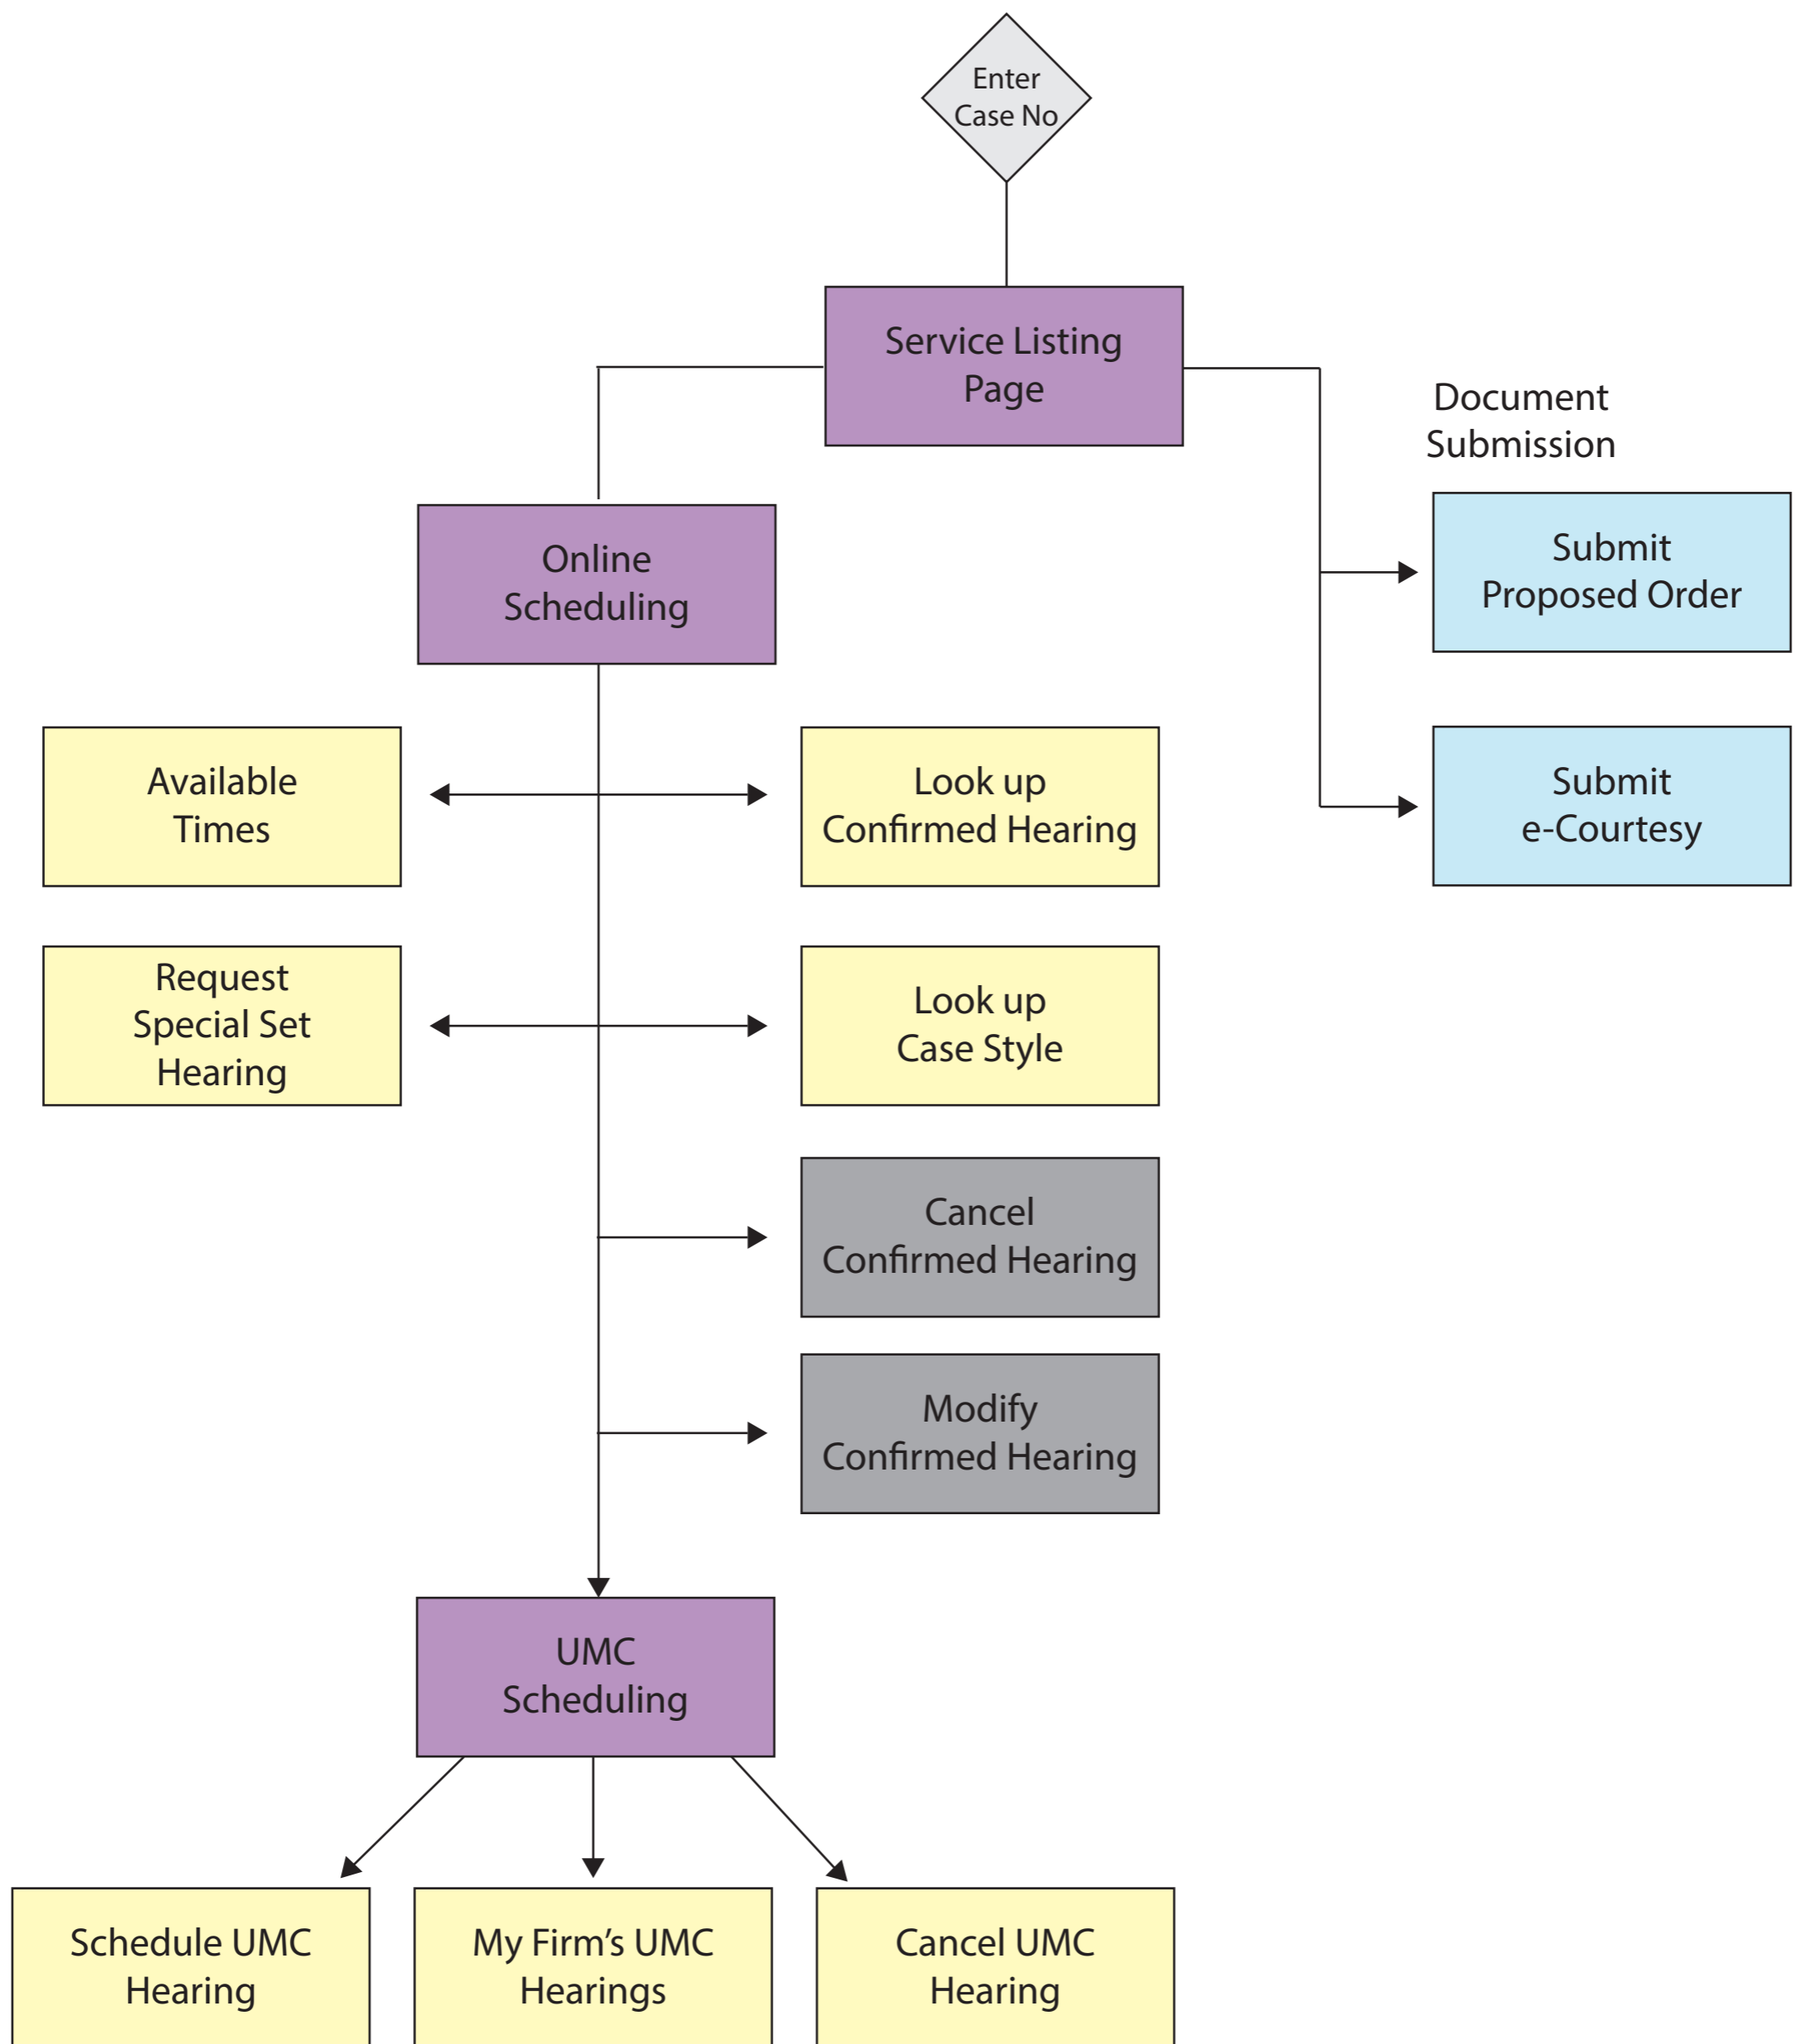 Enter
Case No
Service Listing
Page
Document
Submission
Online
Scheduling
Submit
Proposed Order
Available
Times
Look up
Confirmed Hearing
Submit
e-Courtesy
Request
Special Set
Hearing
Look up
Case Style
Cancel
Confirmed Hearing
Modify
Confirmed Hearing
UMC
Scheduling
Schedule UMC
Hearing
My Firm’s UMC
Hearings
Cancel UMC
Hearing